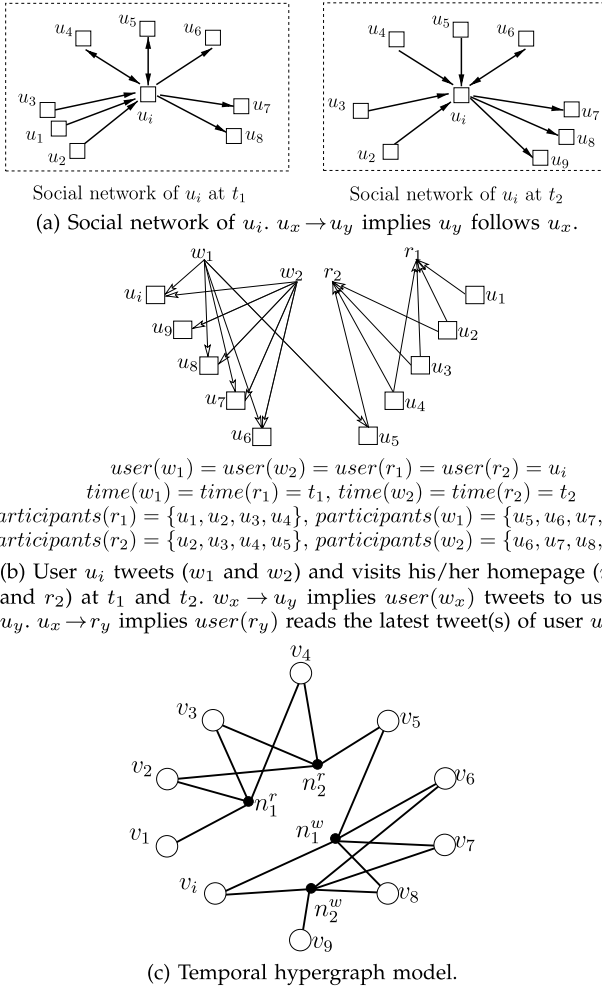 u₄ u₅ u₆ u₃ u₁ u₂ uᵢ u₇ u₈
u₄ u₅ u₆ u₃ u₂ uᵢ u₇ u₈ u₉
Social network of uᵢ at t₁
Social network of uᵢ at t₂
(a) Social network of uᵢ. uₓ→u_y implies u_y follows uₓ.
w₁ w₂ r₂ r₁
uᵢ u₁
u₉ u₂
u₈ u₃
u₇ u₄
u₆ u₅
user(w₁) = user(w₂) = user(r₁) = user(r₂) = uᵢ
time(w₁) = time(r₁) = t₁, time(w₂) = time(r₂) = t₂
articipants(r₁) = {u₁, u₂, u₃, u₄}, participants(w₁) = {u₅, u₆, u₇,
articipants(r₂) = {u₂, u₃, u₄, u₅}, participants(w₂) = {u₆, u₇, u₈,
(b) User uᵢ tweets (w₁ and w₂) and visits his/her homepage (
and r₂) at t₁ and t₂. wₓ → u_y implies user(wₓ) tweets to us
u_y. uₓ→r_y implies user(r_y) reads the latest tweet(s) of user u
v₄
v₃ v₅
v₂ n₂ʳ v₆
n₁ʳ
v₁ n₁ʷ v₇
vᵢ n₂ʷ v₈
v₉
(c) Temporal hypergraph model.